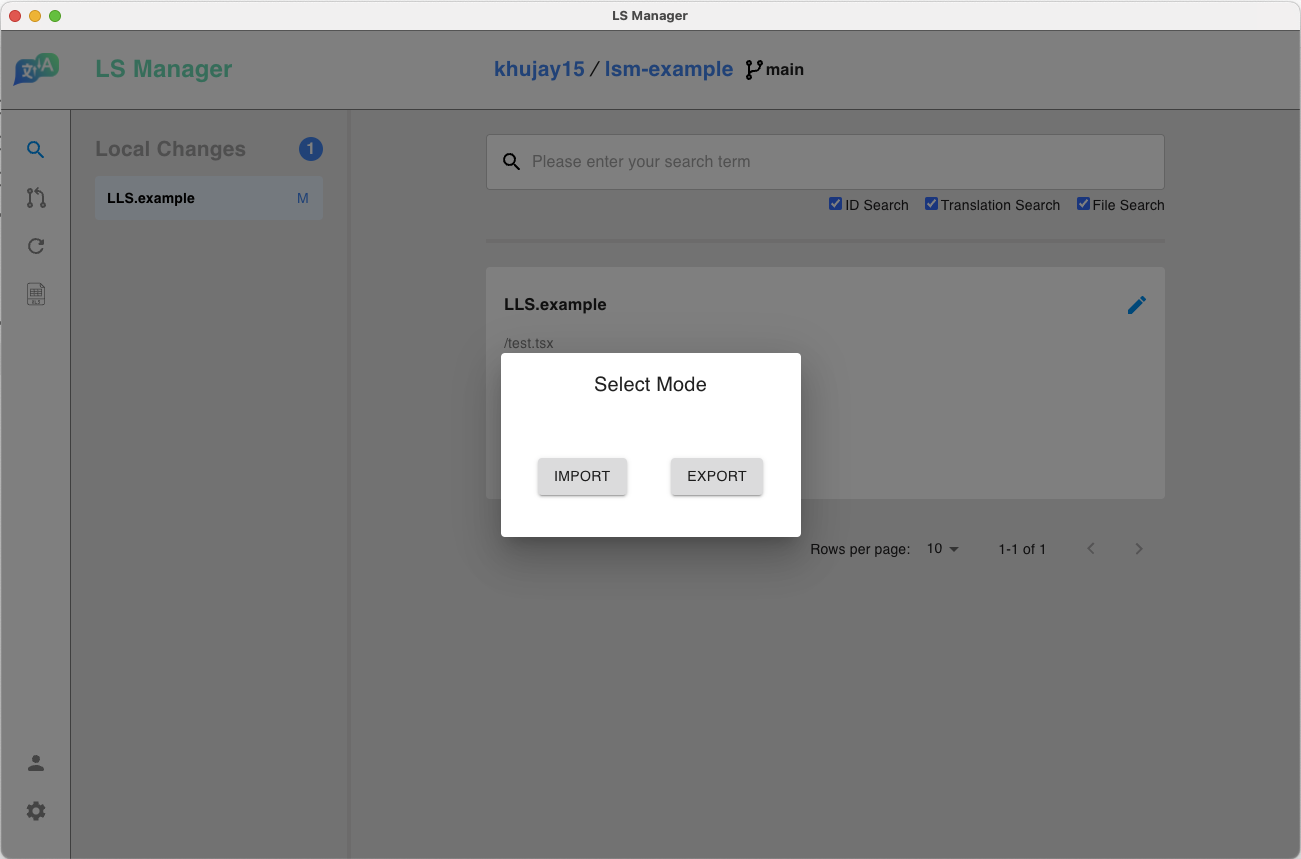 LS Manager
文A
LS Manager
khujay15 / lsm-example main
Local Changes 1
LLS.example M
Please enter your search term
ID Search Translation Search File Search
LLS.example
/test.tsx
Select Mode
IMPORT EXPORT
Rows per page: 10 1-1 of 1